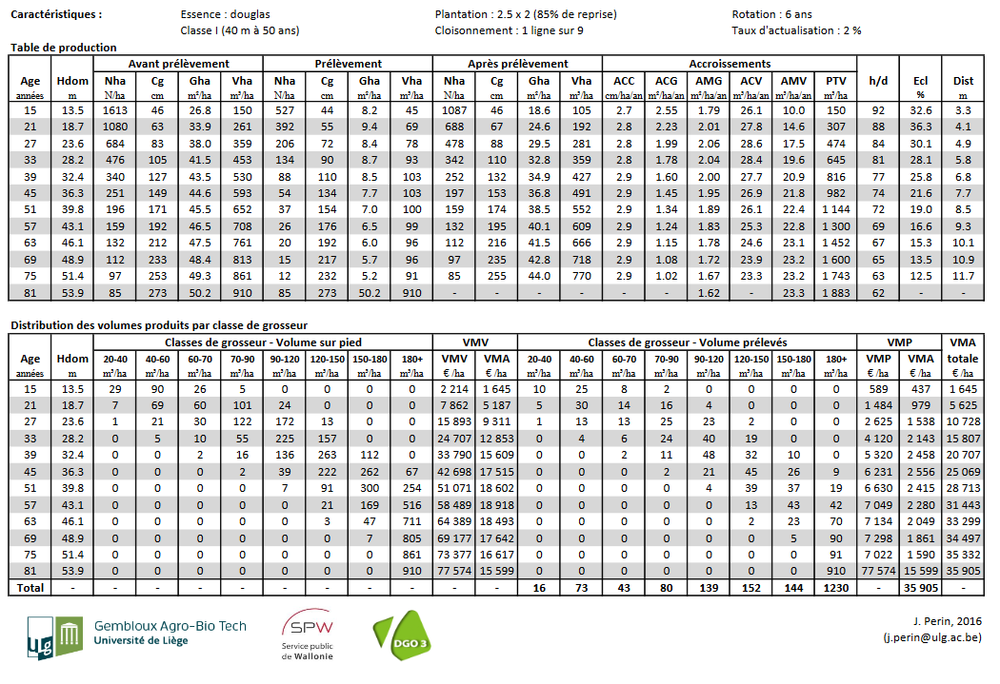 Caractéristiques : Essence : douglas Plantation : 2.5 x 2 (85% de reprise) Rotation : 6 ans
Classe I (40 m à 50 ans) Cloisonnement : 1 ligne sur 9 Taux d'actualisation : 2 %
Table de production
Age Hdom Avant prélèvement Prélèvement Après prélèvement Accroissements h/d Ecl Dist
Nha Cg Gha Vha Nha Cg Gha Vha Nha Cg Gha Vha ACC ACG AMG ACV AMV PTV
années m N/ha cm m²/ha m³/ha N/ha cm m²/ha m³/ha N/ha cm m²/ha m³/ha cm/ha/an m²/ha/an m²/ha/an m³/ha/an m³/ha/an m³/ha % m
15 13.5 1613 46 26.8 150 527 44 8.2 45 1087 46 18.6 105 2.7 2.55 1.79 26.1 10.0 150 92 32.6 3.3
21 18.7 1080 63 33.9 261 392 55 9.4 69 688 67 24.6 192 2.8 2.23 2.01 27.8 14.6 307 88 36.3 4.1
27 23.6 684 83 38.0 359 206 72 8.4 78 478 88 29.5 281 2.8 1.99 2.06 28.6 17.5 474 84 30.1 4.9
33 28.2 476 105 41.5 453 134 90 8.7 93 342 110 32.8 359 2.8 1.78 2.04 28.4 19.6 645 81 28.1 5.8
39 32.4 340 127 43.5 530 88 110 8.5 103 252 132 34.9 427 2.9 1.60 2.00 27.7 20.9 816 77 25.8 6.8
45 36.3 251 149 44.6 593 54 134 7.7 103 197 153 36.8 491 2.9 1.45 1.95 26.9 21.8 982 74 21.6 7.7
51 39.8 196 171 45.5 652 37 154 7.0 100 159 174 38.5 552 2.9 1.34 1.89 26.1 22.4 1 144 72 19.0 8.5
57 43.1 159 192 46.5 708 26 176 6.5 99 132 195 40.1 609 2.9 1.24 1.83 25.3 22.8 1 300 69 16.6 9.3
63 46.1 132 212 47.5 761 20 192 6.0 96 112 216 41.5 666 2.9 1.15 1.78 24.6 23.1 1 452 67 15.3 10.1
69 48.9 112 233 48.4 813 15 217 5.7 96 97 235 42.8 718 2.9 1.08 1.72 23.9 23.2 1 600 65 13.5 10.9
75 51.4 97 253 49.3 861 12 232 5.2 91 85 255 44.0 770 2.9 1.02 1.67 23.3 23.2 1 743 63 12.5 11.7
81 53.9 85 273 50.2 910 85 273 50.2 910 - - - - - - 1.62 - 23.3 1 883 62 - -
Distribution des volumes produits par classe de grosseur
Age Hdom Classes de grosseur - Volume sur pied VMV Classes de grosseur - Volume prélevés VMP VMA
20-40 40-60 60-70 70-90 90-120 120-150 150-180 180+ VMV VMA 20-40 40-60 60-70 70-90 90-120 120-150 150-180 180+ VMP VMA totale
années m m³/ha m³/ha m³/ha m³/ha m³/ha m³/ha m³/ha m³/ha € /ha € /ha m³/ha m³/ha m³/ha m³/ha m³/ha m³/ha m³/ha m³/ha € /ha € /ha € /ha
15 13.5 29 90 26 5 0 0 0 0 2 214 1 645 10 25 8 2 0 0 0 0 589 437 1 645
21 18.7 7 69 60 101 24 0 0 0 7 862 5 187 5 30 14 16 4 0 0 0 1 484 979 5 625
27 23.6 1 21 30 122 172 13 0 0 15 893 9 311 1 13 13 25 23 2 0 0 2 625 1 538 10 728
33 28.2 0 5 10 55 225 157 0 0 24 707 12 853 0 4 6 24 40 19 0 0 4 120 2 143 15 807
39 32.4 0 0 2 16 136 263 112 0 33 790 15 609 0 0 2 11 48 32 10 0 5 320 2 458 20 707
45 36.3 0 0 0 2 39 222 262 67 42 698 17 515 0 0 0 2 21 45 26 9 6 231 2 556 25 069
51 39.8 0 0 0 0 7 91 300 254 51 071 18 602 0 0 0 0 4 39 37 19 6 630 2 415 28 713
57 43.1 0 0 0 0 0 21 169 516 58 489 18 918 0 0 0 0 0 13 43 42 7 049 2 280 31 443
63 46.1 0 0 0 0 0 3 47 711 64 389 18 493 0 0 0 0 0 2 23 70 7 134 2 049 33 299
69 48.9 0 0 0 0 0 0 7 805 69 177 17 642 0 0 0 0 0 0 5 90 7 298 1 861 34 497
75 51.4 0 0 0 0 0 0 0 861 73 377 16 617 0 0 0 0 0 0 0 91 7 022 1 590 35 332
81 53.9 0 0 0 0 0 0 0 910 77 574 15 599 0 0 0 0 0 0 0 910 77 574 15 599 35 905
Total - - - - - - - - - - - 16 73 43 80 139 152 144 1230 - 35 905 -
ulg Gembloux Agro-Bio Tech
Université de Liège
SPW
Service public
de Wallonie
DGO 3
J. Perin, 2016
(j.perin@ulg.ac.be)